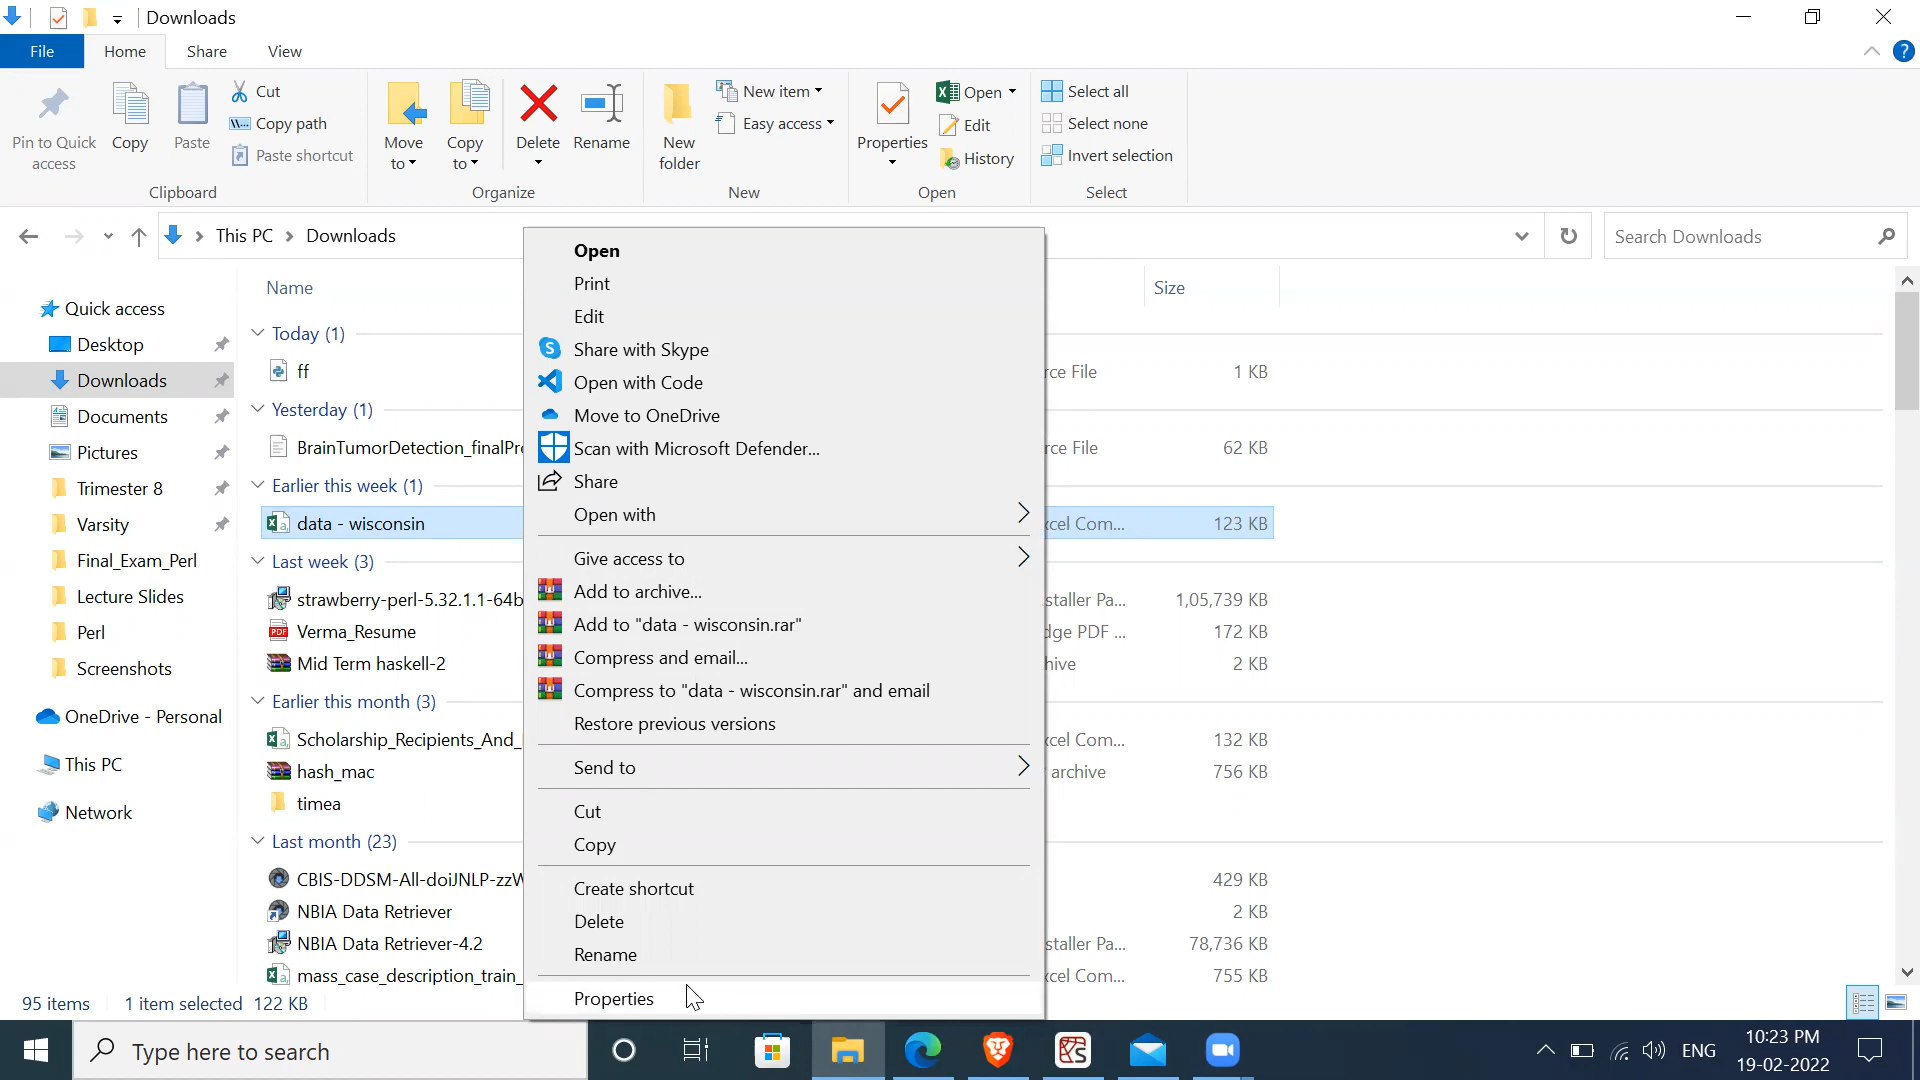 Downloads
File Home Share View
Pin to Quick access
Copy
Paste
Cut
Copy path
Paste shortcut
Clipboard
Move to
Copy to
Delete
Rename
Organize
New folder
New item
Easy access
New
Properties
Open
Edit
History
Open
Select all
Select none
Invert selection
Select
This PC Downloads
Search Downloads
Quick access
Desktop
Downloads
Documents
Pictures
Trimester 8
Varsity
Final_Exam_Perl
Lecture Slides
Perl
Screenshots
OneDrive - Personal
This PC
Network
Name Size
Today (1)
ff rce File 1 KB
Yesterday (1)
BrainTumorDetection_finalPr rce File 62 KB
Earlier this week (1)
data - wisconsin xcel Com... 123 KB
Last week (3)
strawberry-perl-5.32.1.1-64b staller Pa... 1,05,739 KB
Verma_Resume dge PDF ... 172 KB
Mid Term haskell-2 hive 2 KB
Earlier this month (3)
Scholarship_Recipients_And_ xcel Com... 132 KB
hash_mac archive 756 KB
timea
Last month (23)
CBIS-DDSM-All-doiJNLP-zzW 429 KB
NBIA Data Retriever 2 KB
NBIA Data Retriever-4.2 staller Pa... 78,736 KB
mass_case_description_train_ xcel Com... 755 KB
Open
Print
Edit
Share with Skype
Open with Code
Move to OneDrive
Scan with Microsoft Defender...
Share
Open with
Give access to
Add to archive...
Add to "data - wisconsin.rar"
Compress and email...
Compress to "data - wisconsin.rar" and email
Restore previous versions
Send to
Cut
Copy
Create shortcut
Delete
Rename
Properties
95 items 1 item selected 122 KB
Type here to search
ENG
10:23 PM
19-02-2022